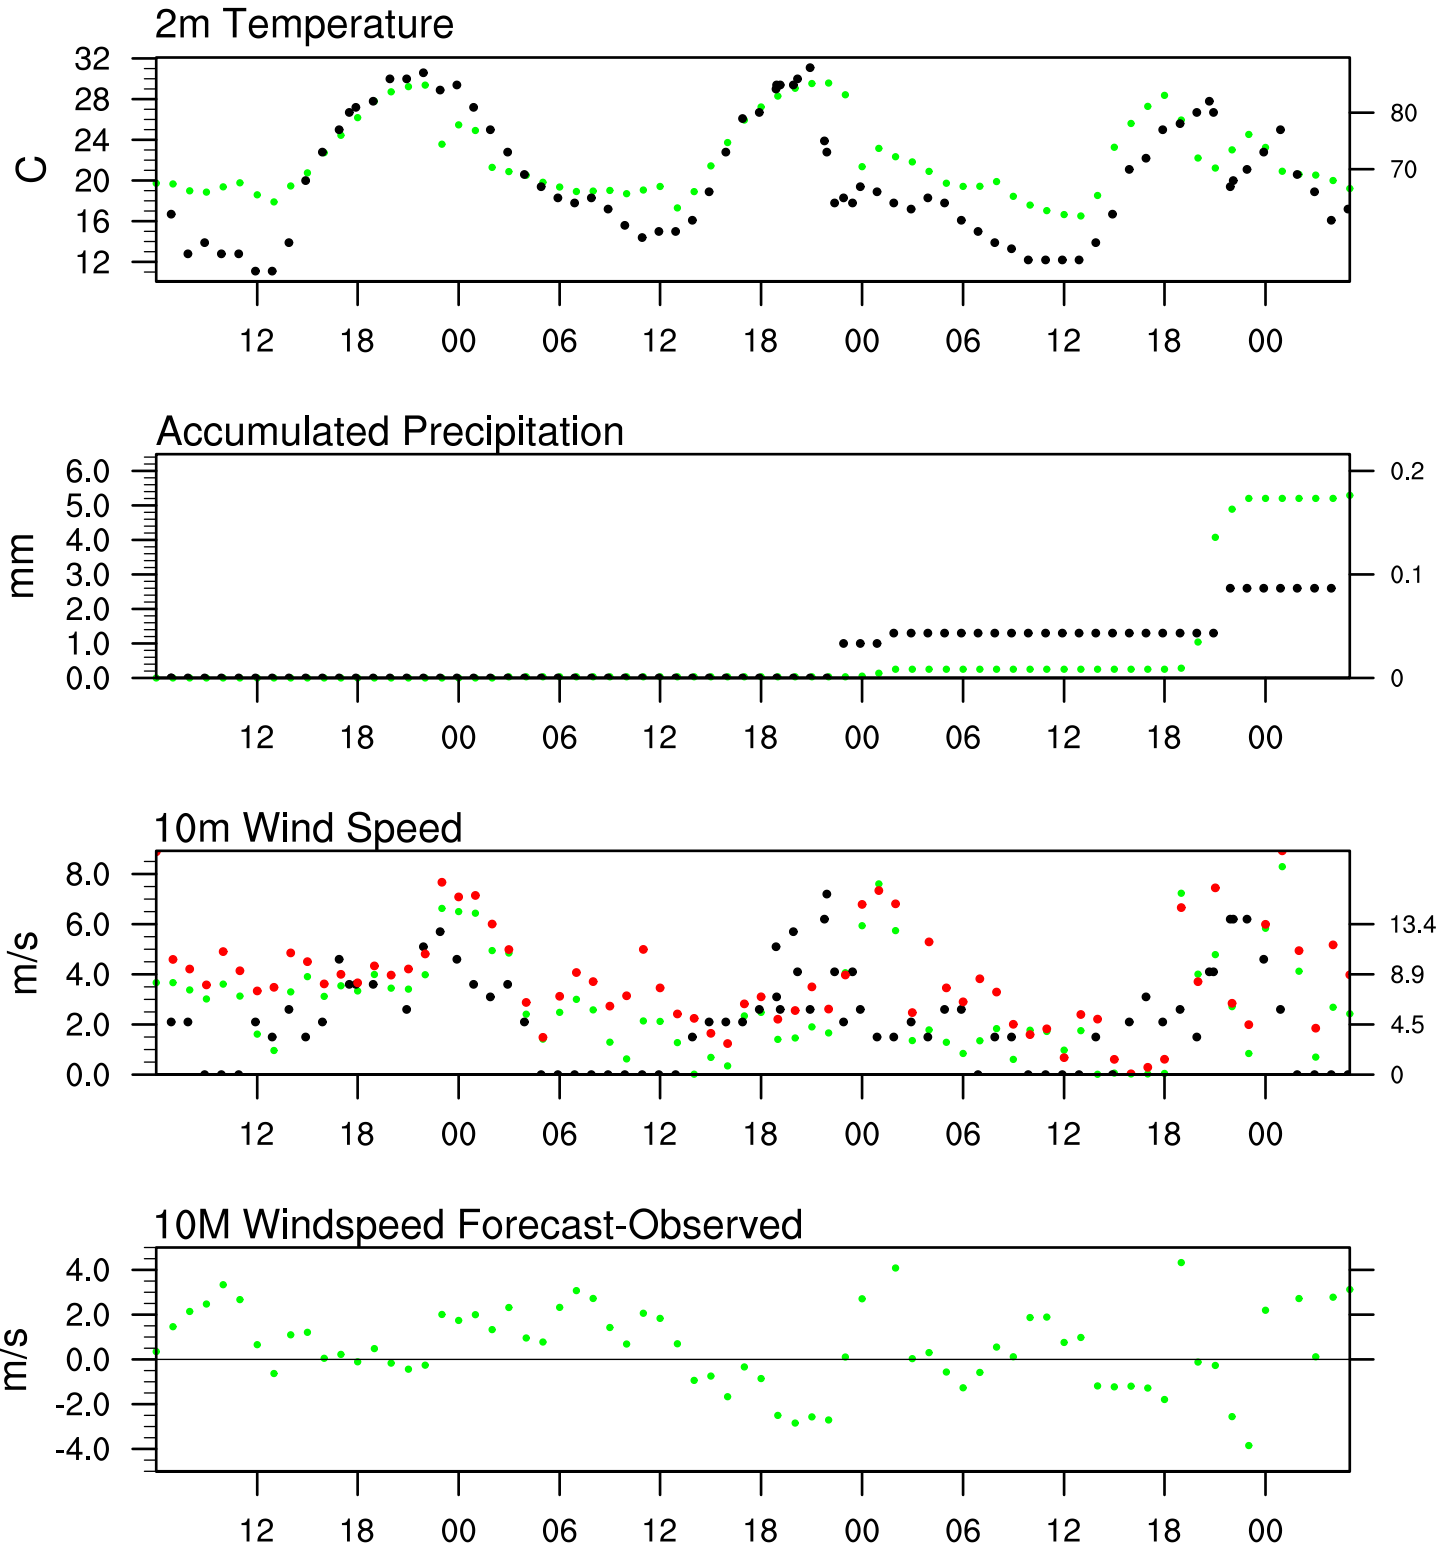 2m Temperature
32
28
24
20
16
12
C
80
70
12 18 00 06 12 18 00 06 12 18 00
Accumulated Precipitation
6.0
5.0
4.0
3.0
2.0
1.0
0.0
mm
0.2
0.1
0
12 18 00 06 12 18 00 06 12 18 00
10m Wind Speed
8.0
6.0
4.0
2.0
0.0
m/s
13.4
8.9
4.5
0
12 18 00 06 12 18 00 06 12 18 00
10M Windspeed Forecast-Observed
4.0
2.0
0.0
-2.0
-4.0
m/s
12 18 00 06 12 18 00 06 12 18 00